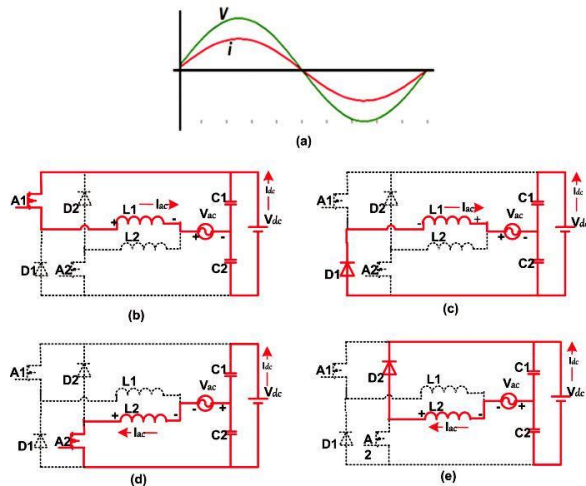 V
i
(a)
A1
D2
L1
Iac
C1
Idc
L2
Vac
Vdc
+ -
+ -
D1
A2
C2
(b)
A1
D2
L1
Iac
C1
Idc
- +
L2
Vac
Vdc
+ -
D1
A2
C2
(c)
A1
D2
L1
Vac
C1
Idc
Vdc
+ L2 -
- +
D1
A2
Iac
C2
(d)
A1
D2
L1
Vac
C1
Idc
Vdc
+ L2 -
- +
D1
A
2
Iac
C2
(e)